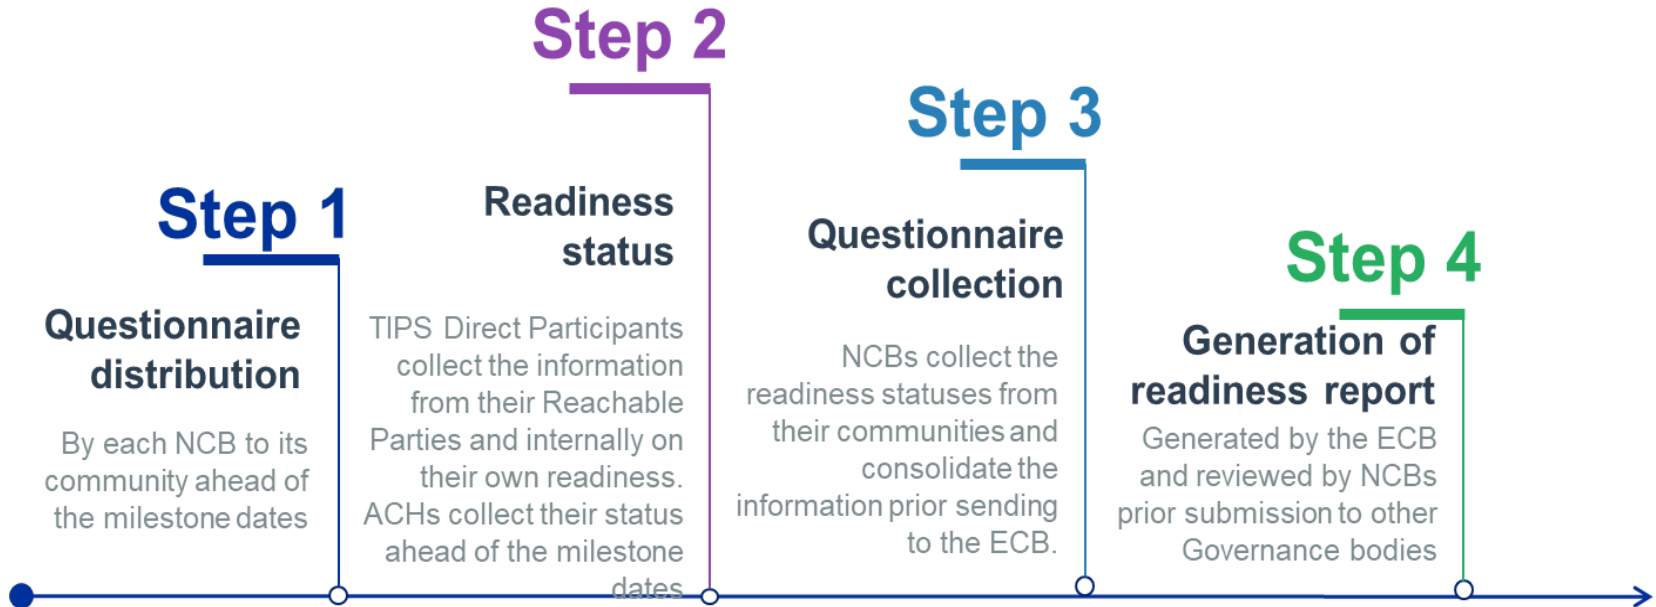 Step 1
Questionnaire
distribution
By each NCB to its
community ahead of
the milestone dates
Step 2
Readiness
status
TIPS Direct Participants
collect the information
from their Reachable
Parties and internally on
their own readiness.
ACHs collect their status
ahead of the milestone
dates
Step 3
Questionnaire
collection
NCBs collect the
readiness statuses from
their communities and
consolidate the
information prior sending
to the ECB.
Step 4
Generation of
readiness report
Generated by the ECB
and reviewed by NCBs
prior submission to other
Governance bodies